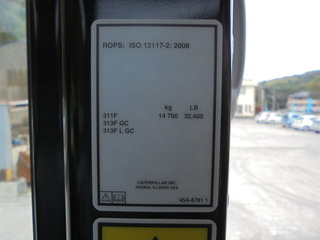 ROPS: ISO 12117-2: 2008
kg LB
311F 14 700 32,400
313F GC
313F L GC
CATERPILLAR INC.
PEORIA, ILLINOIS USA
454-4781 1